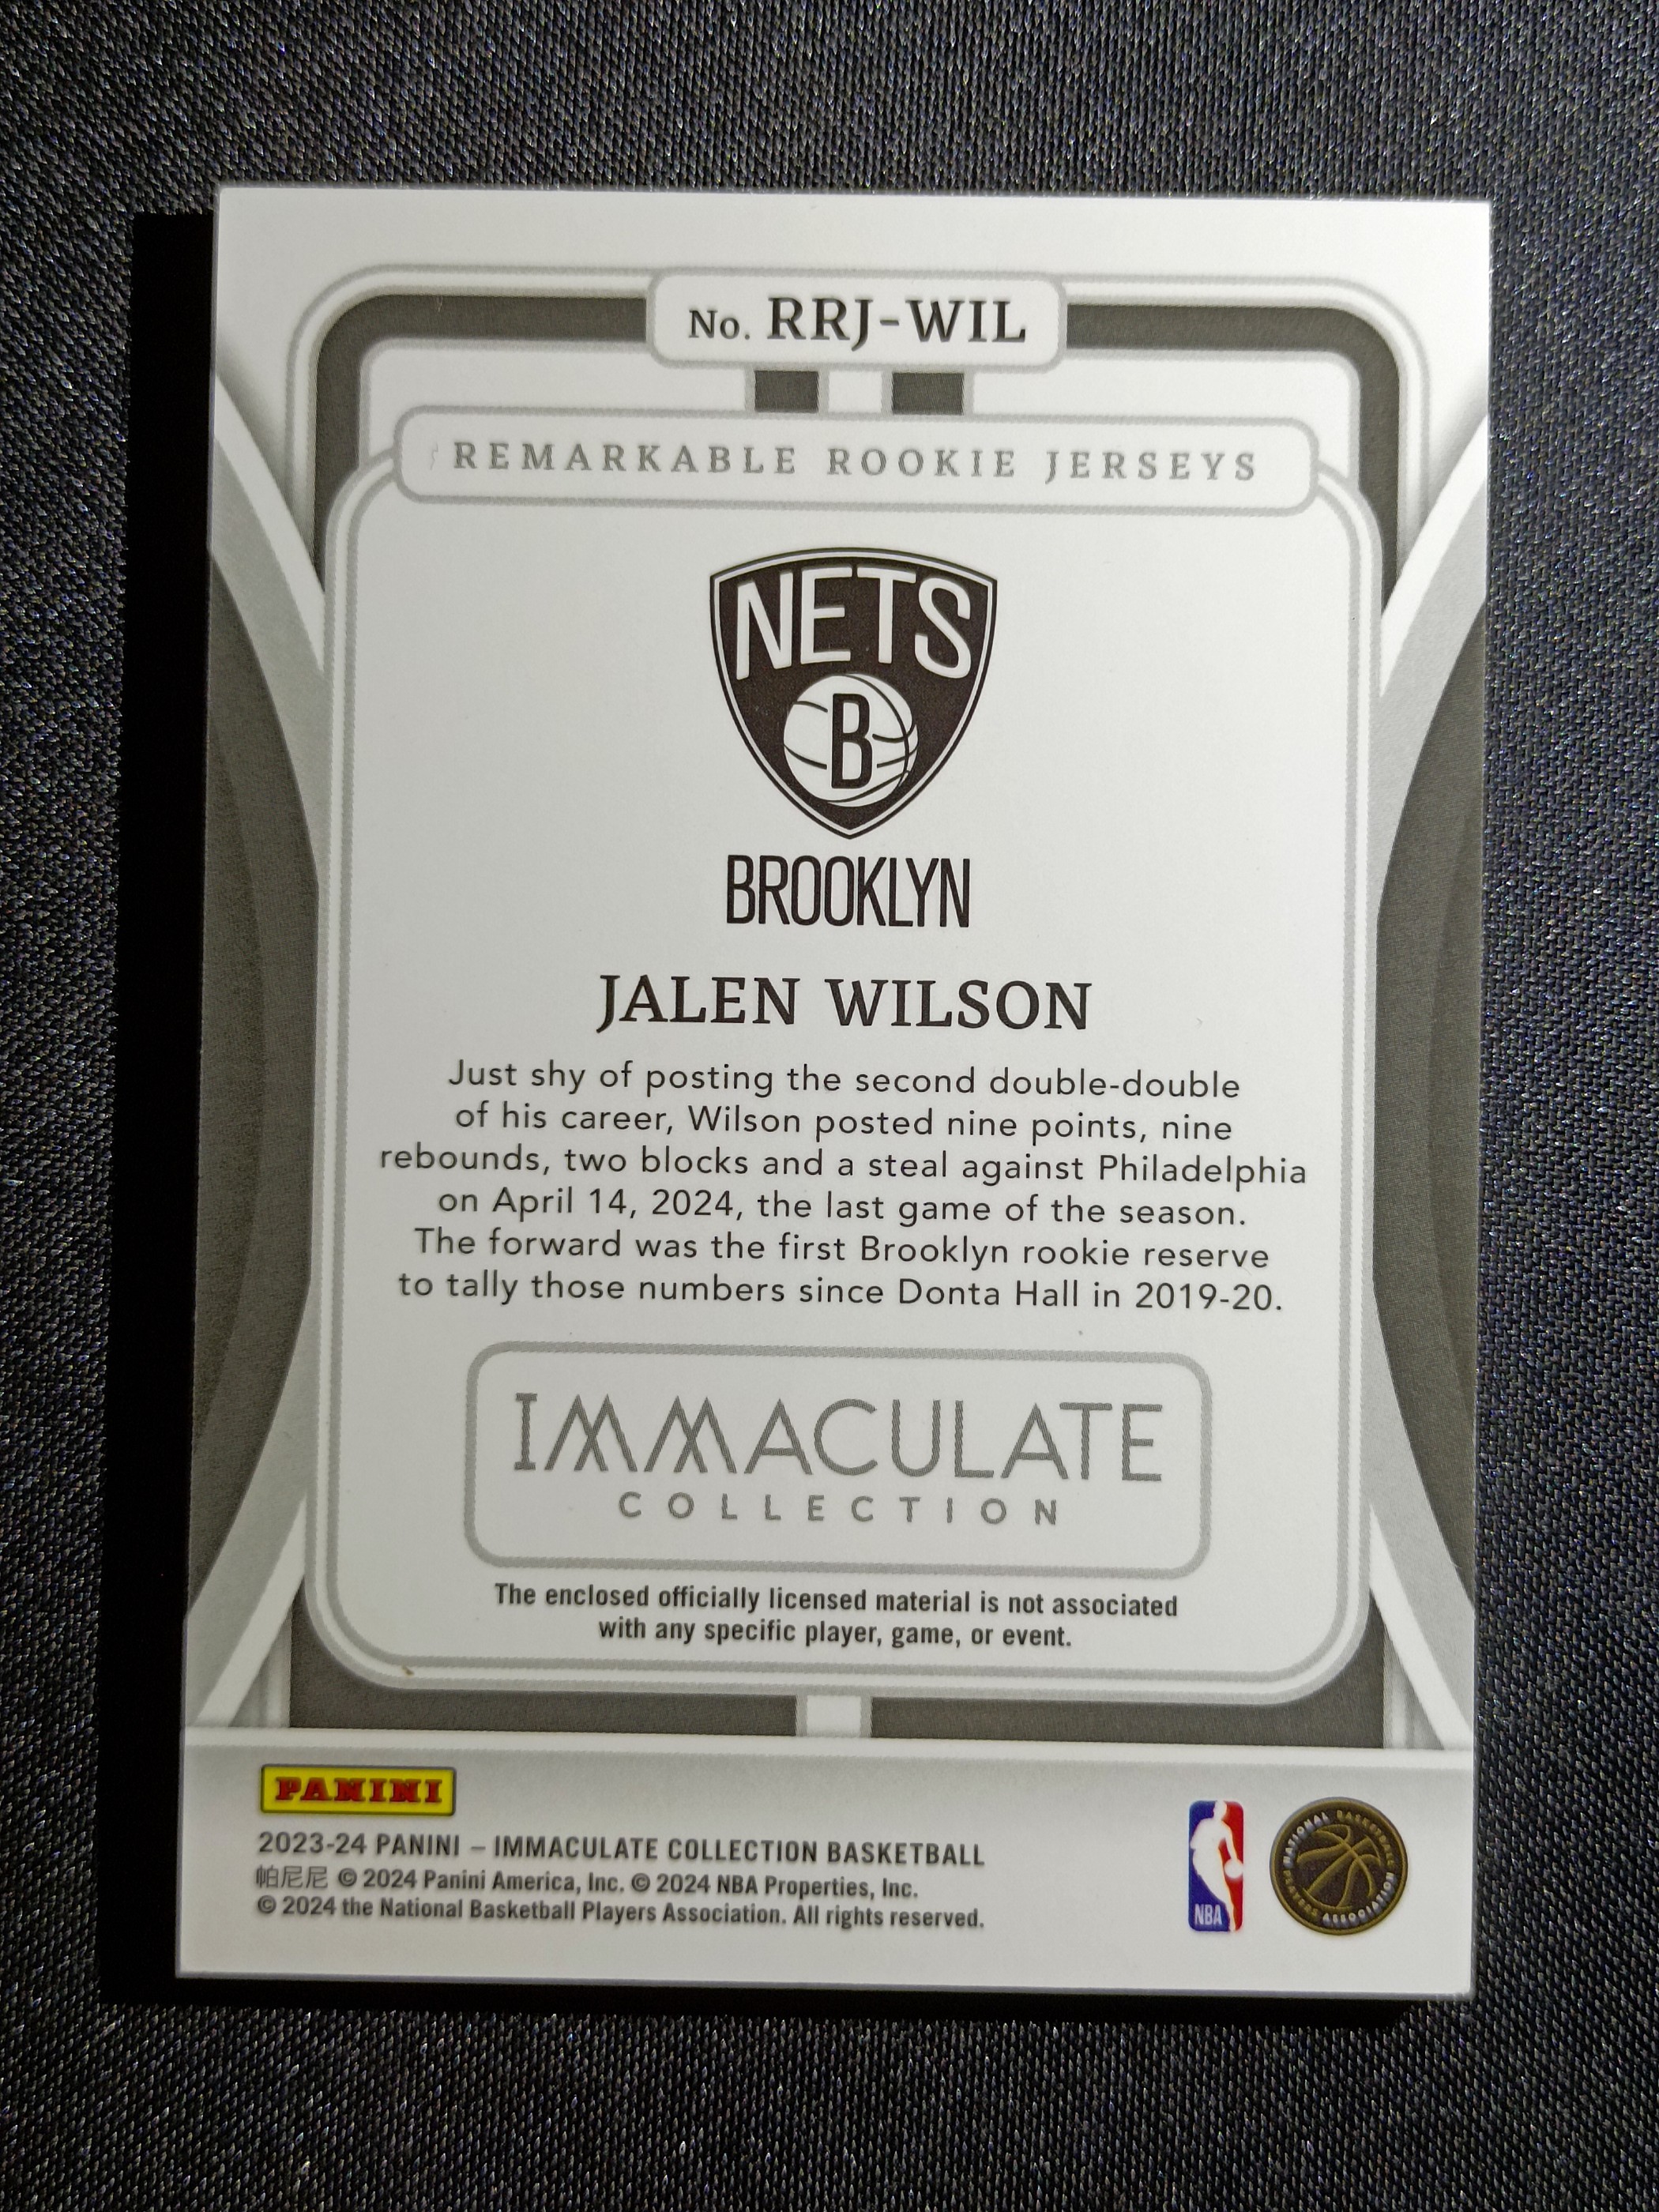 No. RRJ-WIL
REMARKABLE ROOKIE JERSEYS
NETS
B
BROOKLYN
JALEN WILSON
Just shy of posting the second double-double
of his career, Wilson posted nine points, nine
rebounds, two blocks and a steal against Philadelphia
on April 14, 2024, the last game of the season.
The forward was the first Brooklyn rookie reserve
to tally those numbers since Donta Hall in 2019-20.
IMMACULATE
COLLECTION
The enclosed officially licensed material is not associated
with any specific player, game, or event.
PANINI
2023-24 PANINI – IMMACULATE COLLECTION BASKETBALL
帕尼尼 © 2024 Panini America, Inc. © 2024 NBA Properties, Inc.
© 2024 the National Basketball Players Association. All rights reserved.
NBA
NATIONAL BASKETBALL PLAYERS ASSOCIATION